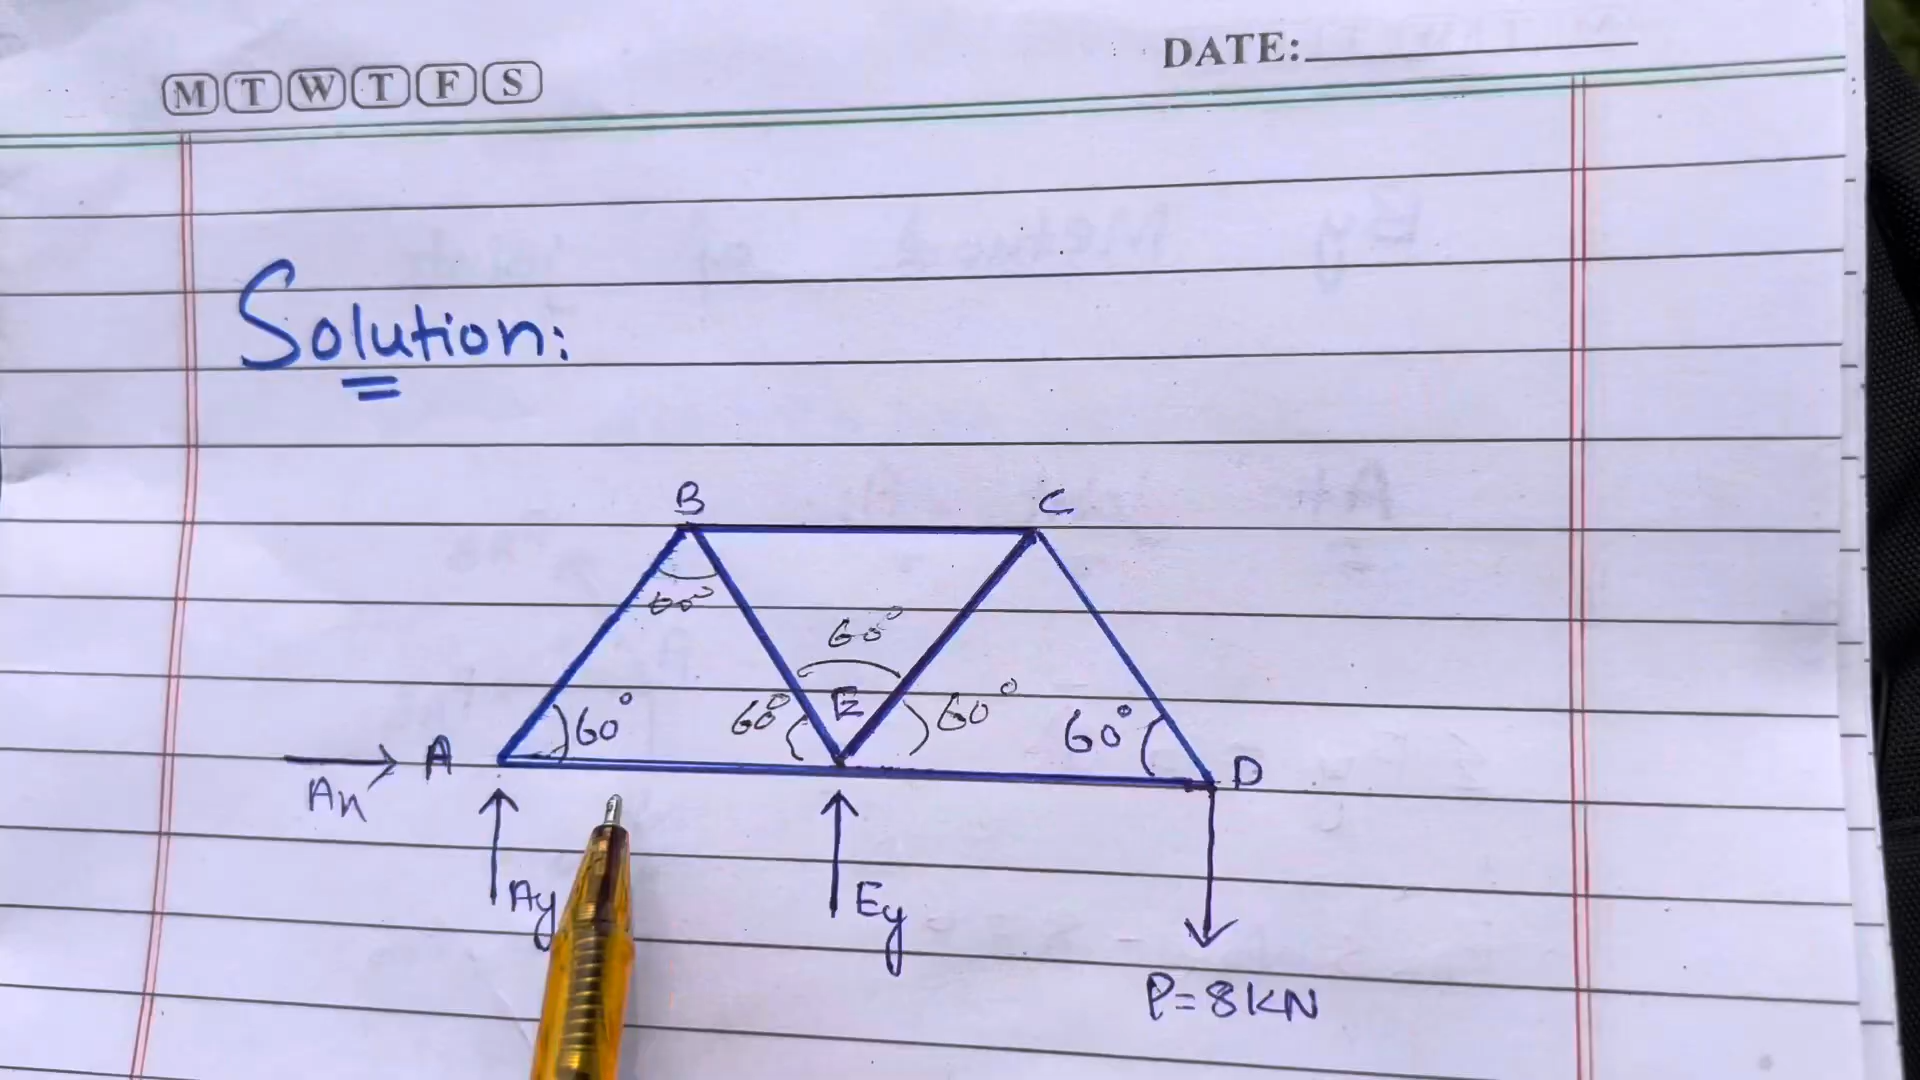 M T W T F S
DATE:
Solution:
B
C
60°
60°
60°
60°
E
60°
60°
A
D
Ax
Ay
Ey
P=8KN